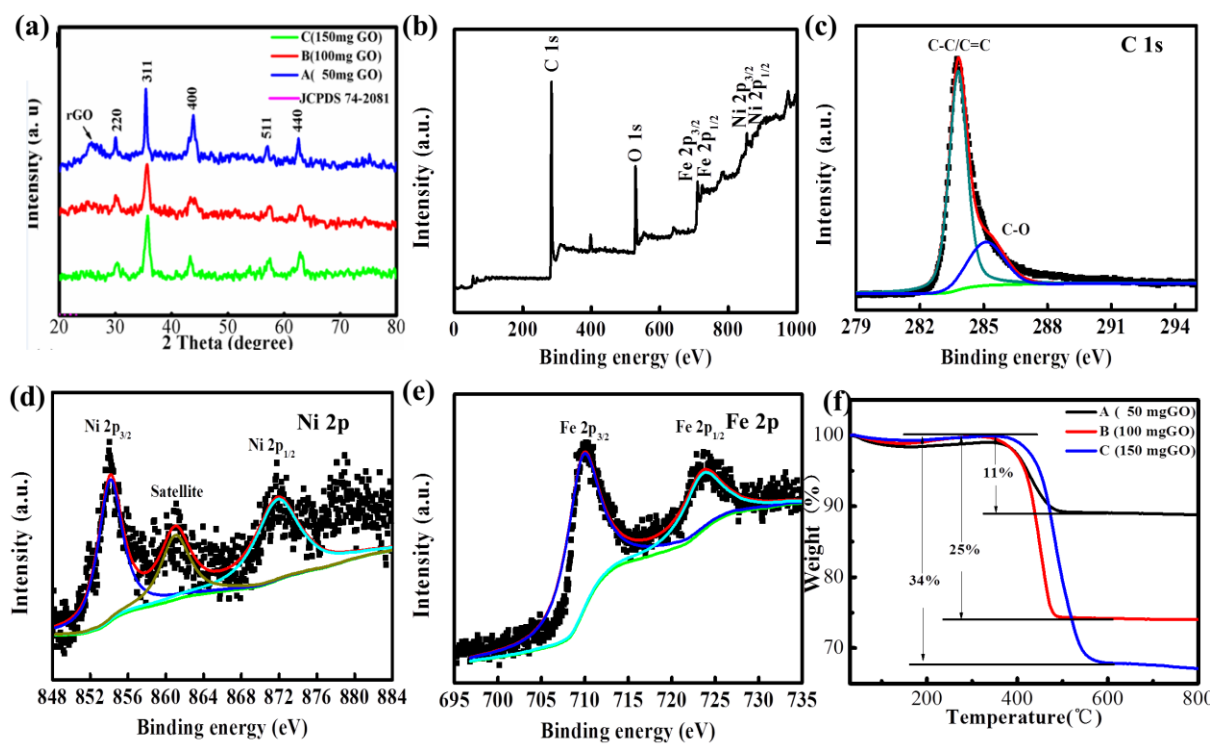 (a)
C(150mg GO)
B(100mg GO)
A( 50mg GO)
JCPDS 74-2081
rGO
220
311
400
511
440
Intensity (a. u)
20 30 40 50 60 70 80
2 Theta (degree)
(b)
C 1s
O 1s
Fe 2p3/2
Fe 2p1/2
Ni 2p3/2
Ni 2p1/2
Intensity (a.u.)
0 200 400 600 800 1000
Binding energy (eV)
(c)
C-C/C=C
C 1s
C-O
Intensity (a.u.)
279 282 285 288 291 294
Binding energy (eV)
(d)
Ni 2p
Ni 2p3/2
Ni 2p1/2
Satellite
Intensity (a.u.)
848 852 856 860 864 868 872 876 880 884
Binding energy (eV)
(e)
Fe 2p
Fe 2p3/2
Fe 2p1/2
Intensity (a.u.)
695 700 705 710 715 720 725 730 735
Binding energy (eV)
(f)
A ( 50 mgGO)
B (100 mgGO)
C (150 mgGO)
100
90
80
70
11%
25%
34%
Weight (%)
200 400 600 800
Temperature(℃)